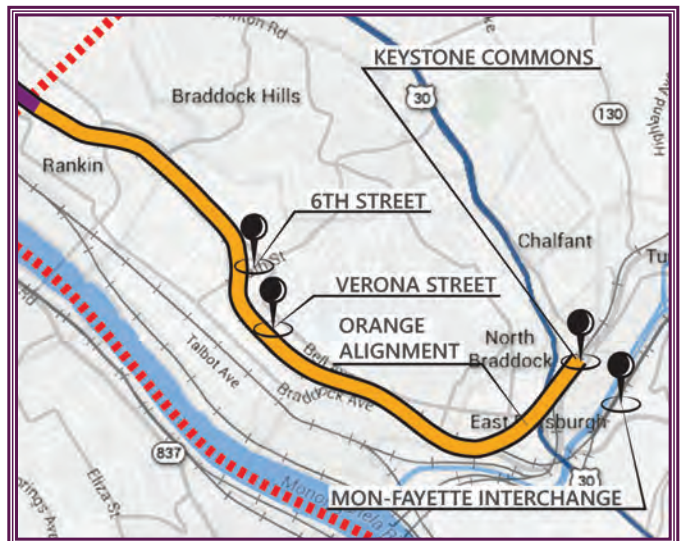 KEYSTONE COMMONS
30
130
Braddock Hills
Rankin
6TH STREET
Chalfant
VERONA STREET
ORANGE
ALIGNMENT
North
Braddock
Talbot Ave
Braddock Ave
East
837
Eliza St
30
MON-FAYETTE INTERCHANGE